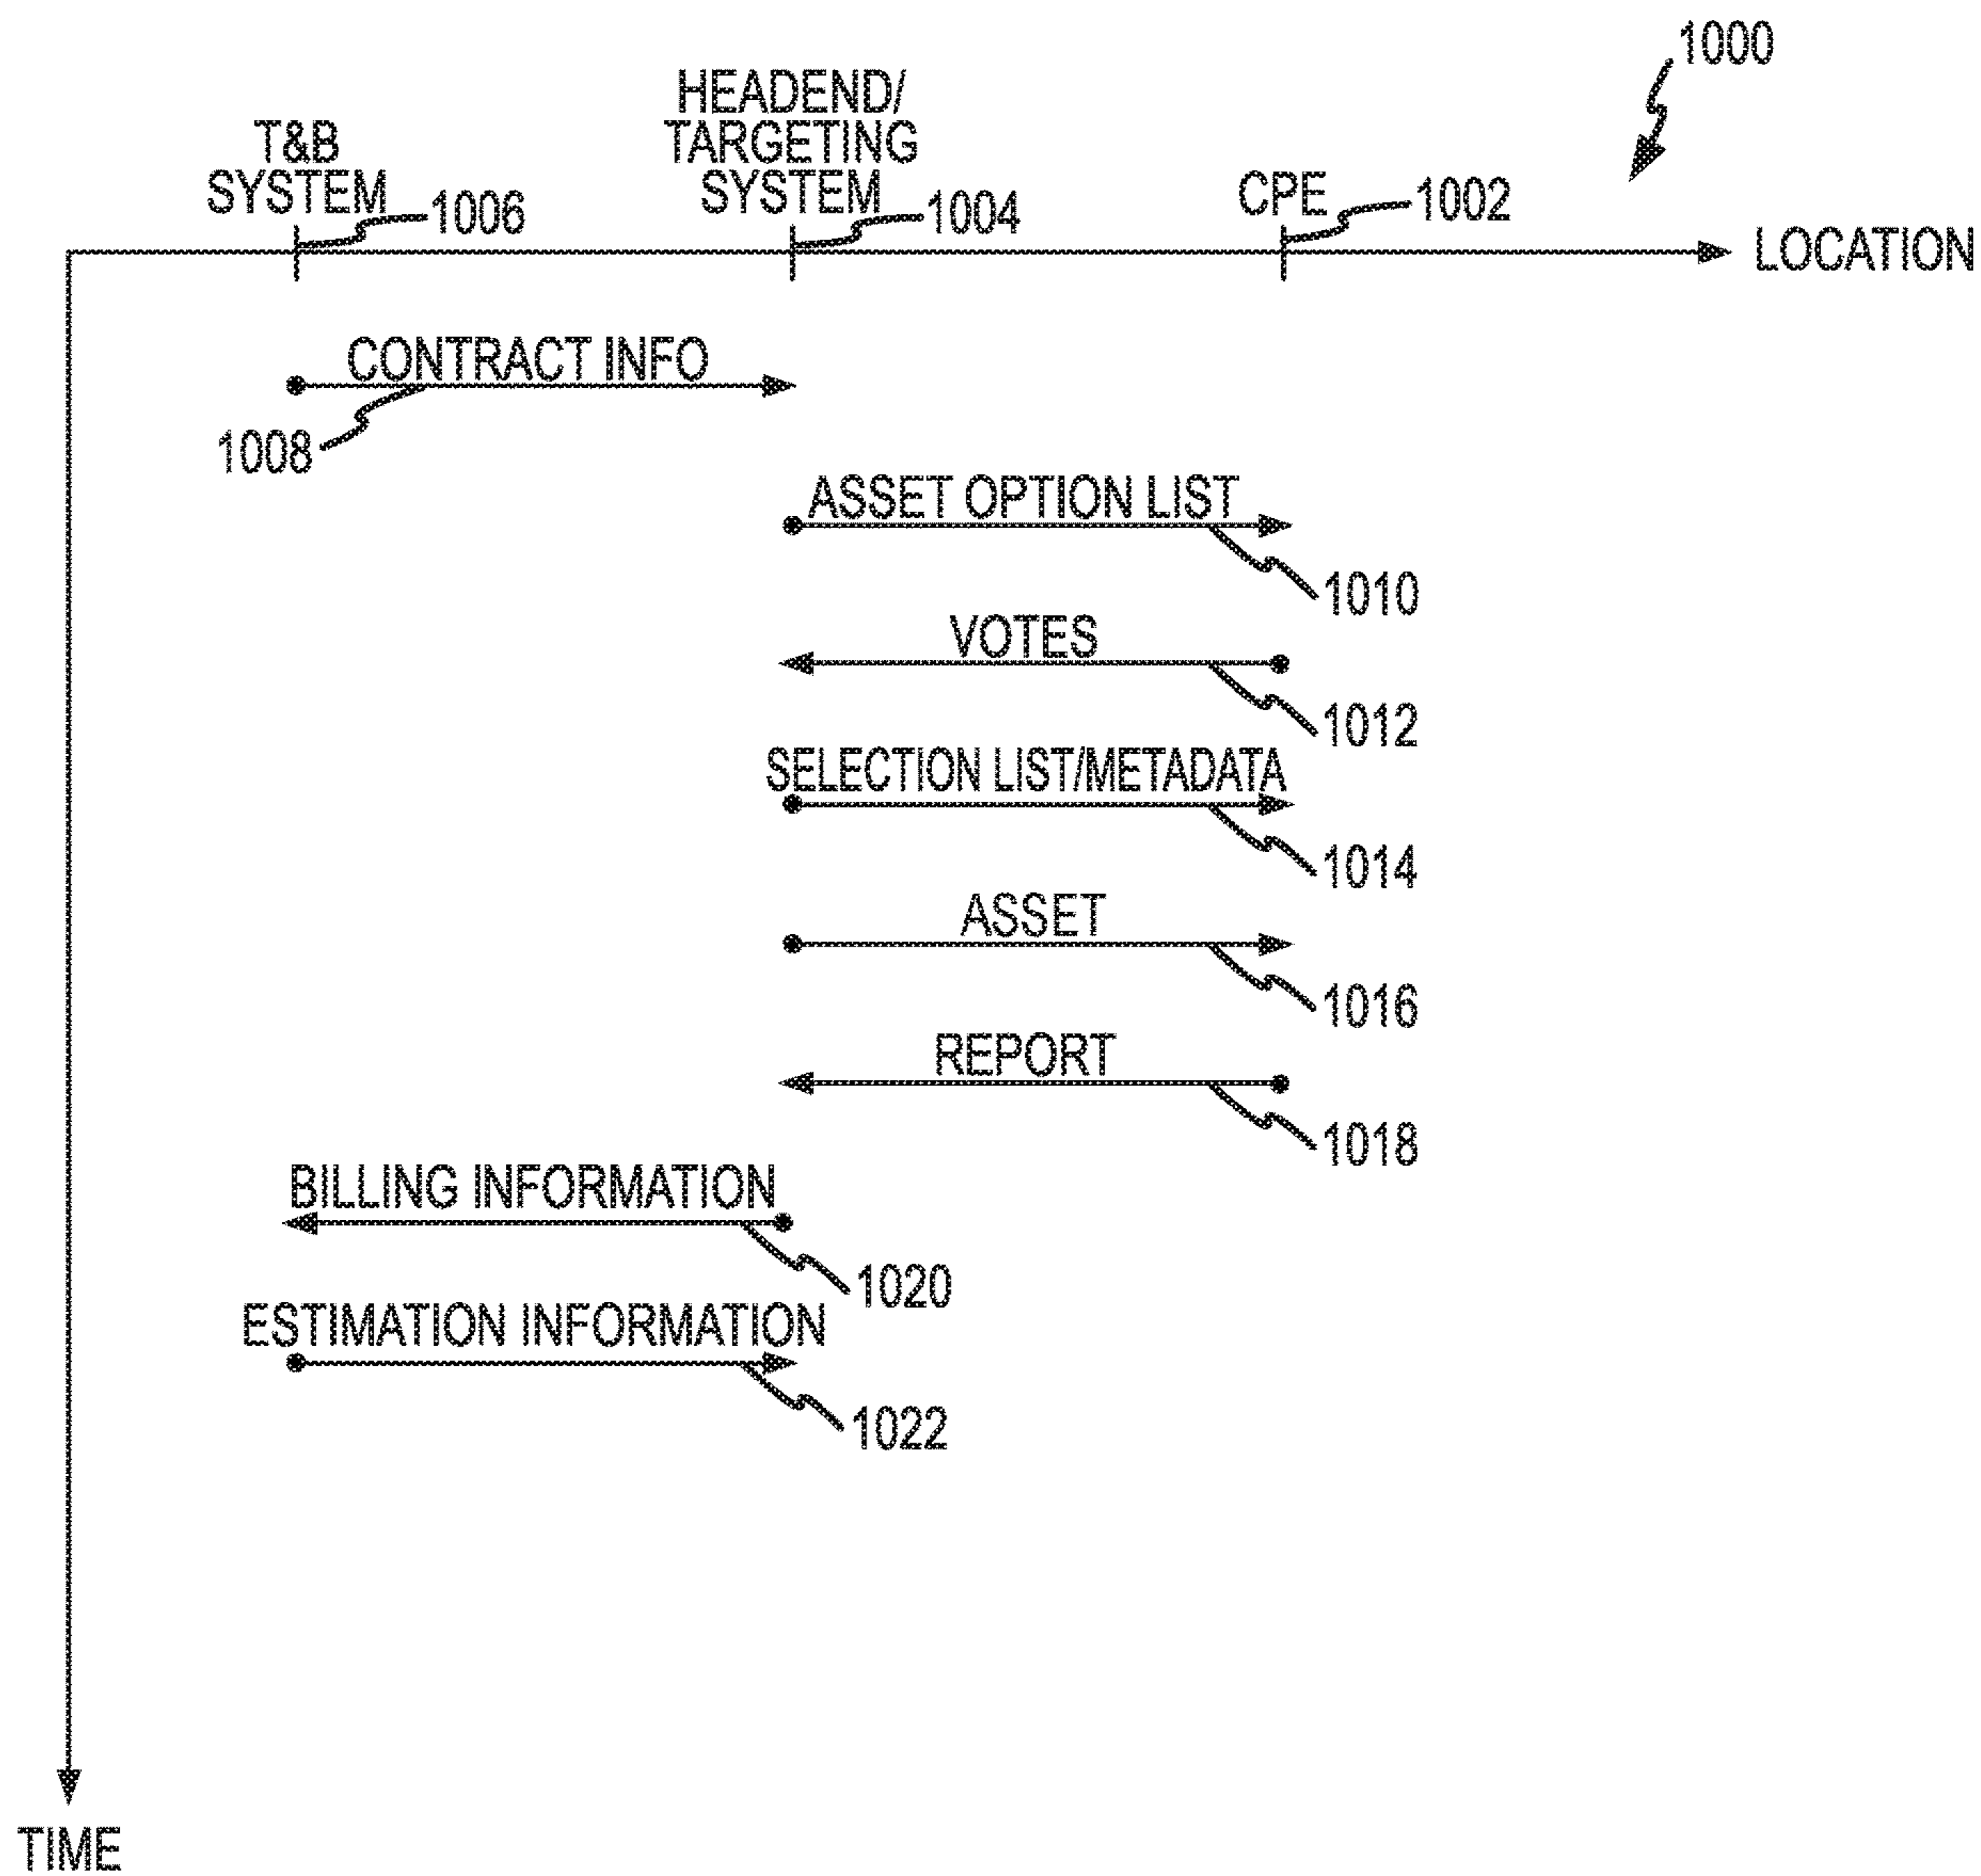 1000
HEADEND/
T&B
TARGETING
SYSTEM
SYSTEM
CPE
1006
1004
1002
LOCATION
CONTRACT INFO
1008
ASSET OPTION LIST
1010
VOTES
1012
SELECTION LIST/METADATA
1014
ASSET
1016
REPORT
1018
BILLING INFORMATION
1020
ESTIMATION INFORMATION
1022
TIME